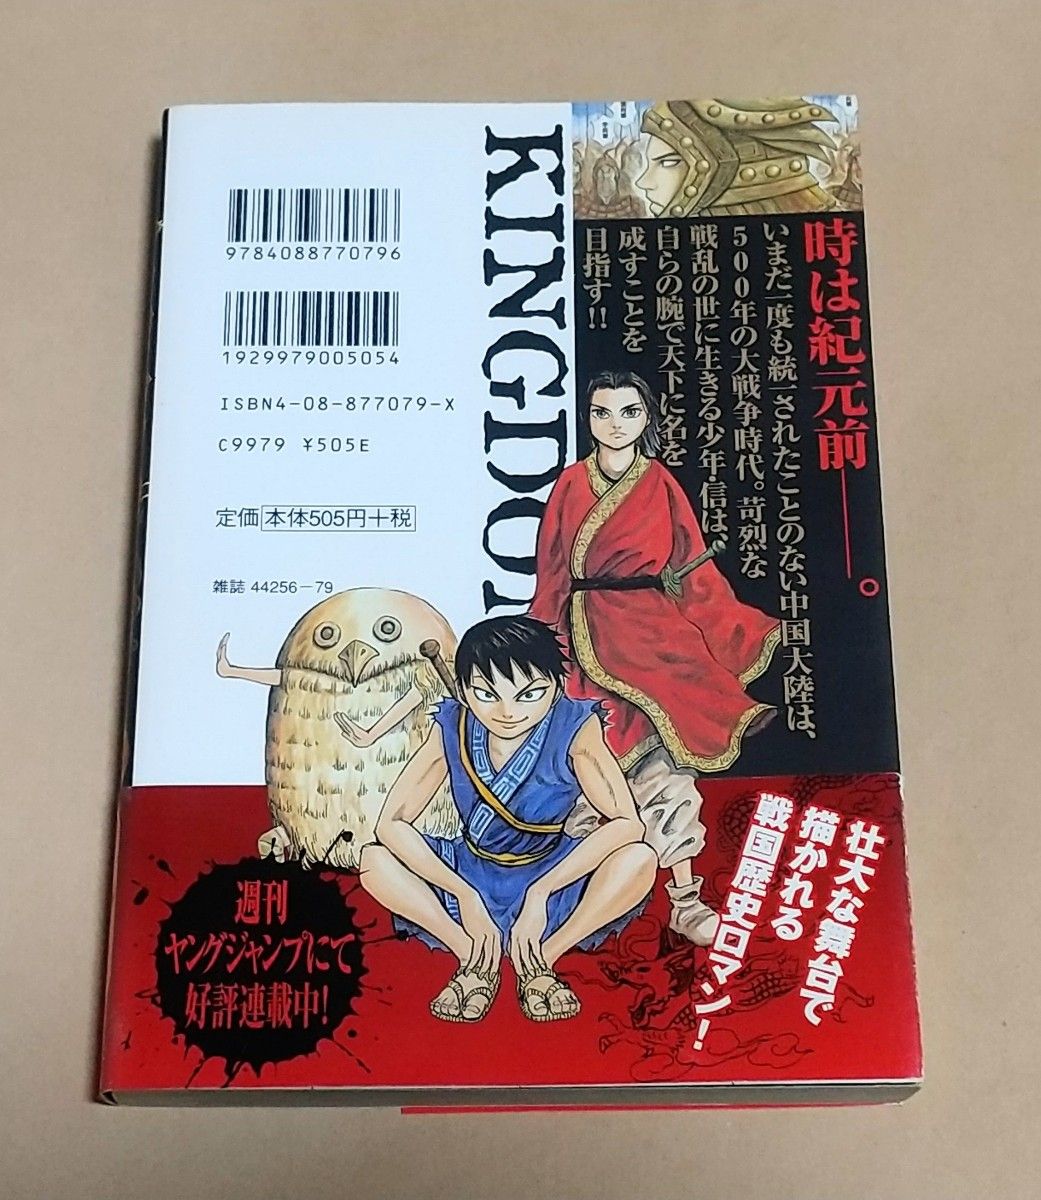 KINGDOM
9784088770796
1929979005054
ISBN4-08-877079-X
C9979 ¥505E
定価 本体505円+税
雑誌 44256-79
時は紀元前――。
いまだ一度も統一されたことのない中国大陸は、
500年の大戦争時代。苛烈な
戦乱の世に生きる少年・信は、
自らの腕で天下に名を
成すことを
目指す!!
壮大な舞台で
描かれる
戦国歴史ロマン!
週刊
ヤングジャンプにて
好評連載中!